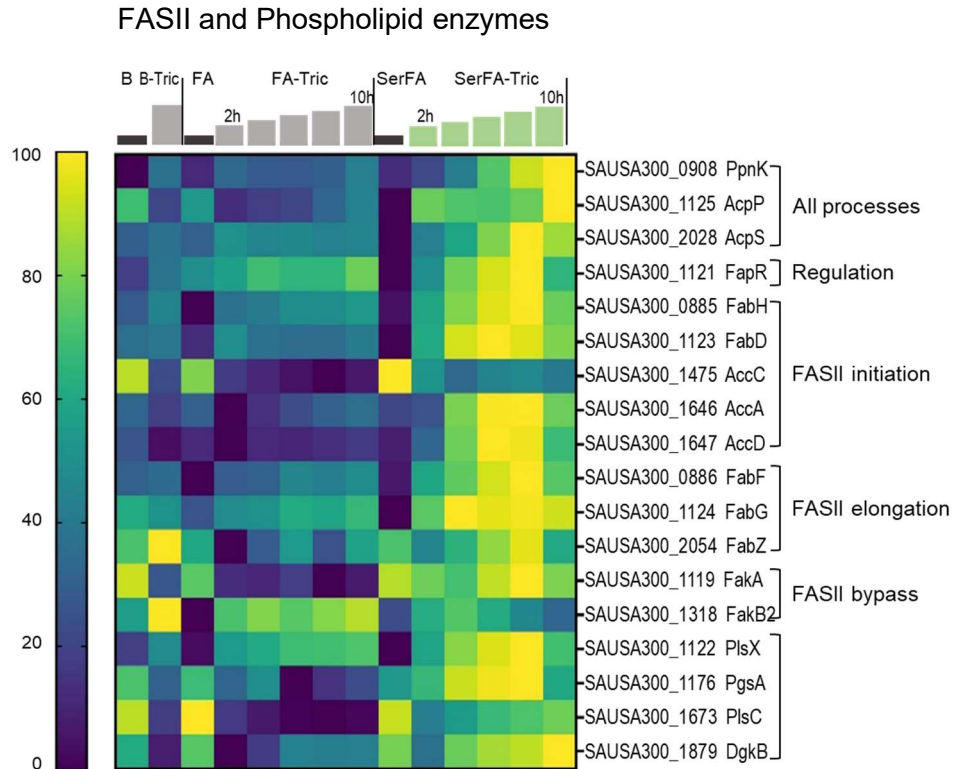 FASII and Phospholipid enzymes
B B-Tric FA FA-Tric SerFA SerFA-Tric
2h 10h 2h 10h
100
80
60
40
20
0
SAUSA300_0908 PpnK
SAUSA300_1125 AcpP
SAUSA300_2028 AcpS
All processes
SAUSA300_1121 FapR
Regulation
SAUSA300_0885 FabH
SAUSA300_1123 FabD
SAUSA300_1475 AccC
SAUSA300_1646 AccA
SAUSA300_1647 AccD
FASII initiation
SAUSA300_0886 FabF
SAUSA300_1124 FabG
SAUSA300_2054 FabZ
FASII elongation
SAUSA300_1119 FakA
SAUSA300_1318 FakB2
FASII bypass
SAUSA300_1122 PlsX
SAUSA300_1176 PgsA
SAUSA300_1673 PlsC
SAUSA300_1879 DgkB